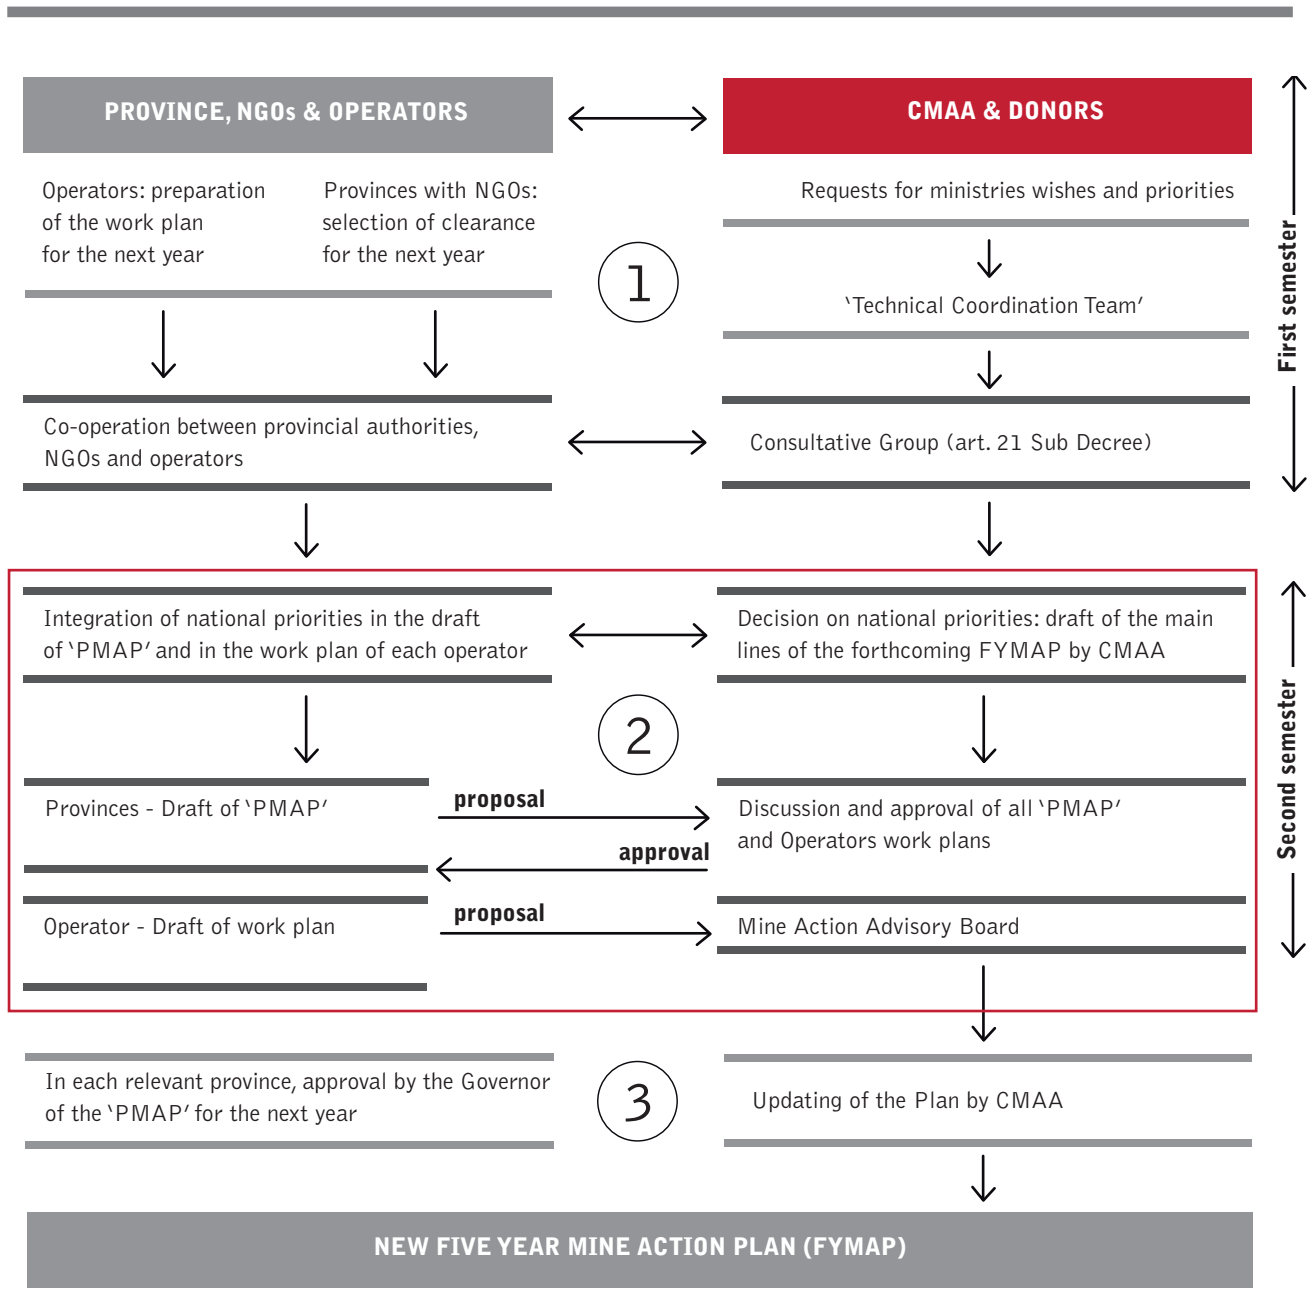 PROVINCE, NGOs & OPERATORS
CMAA & DONORS
Operators: preparation
of the work plan
for the next year
Provinces with NGOs:
selection of clearance
for the next year
Requests for ministries wishes and priorities
1
‘Technical Coordination Team’
First semester
Co-operation between provincial authorities,
NGOs and operators
Consultative Group (art. 21 Sub Decree)
Integration of national priorities in the draft
of ‘PMAP’ and in the work plan of each operator
Decision on national priorities: draft of the main
lines of the forthcoming FYMAP by CMAA
2
Second semester
Provinces - Draft of ‘PMAP’
proposal
approval
Discussion and approval of all ‘PMAP’
and Operators work plans
Operator - Draft of work plan
proposal
Mine Action Advisory Board
In each relevant province, approval by the Governor
of the ‘PMAP’ for the next year
3
Updating of the Plan by CMAA
NEW FIVE YEAR MINE ACTION PLAN (FYMAP)